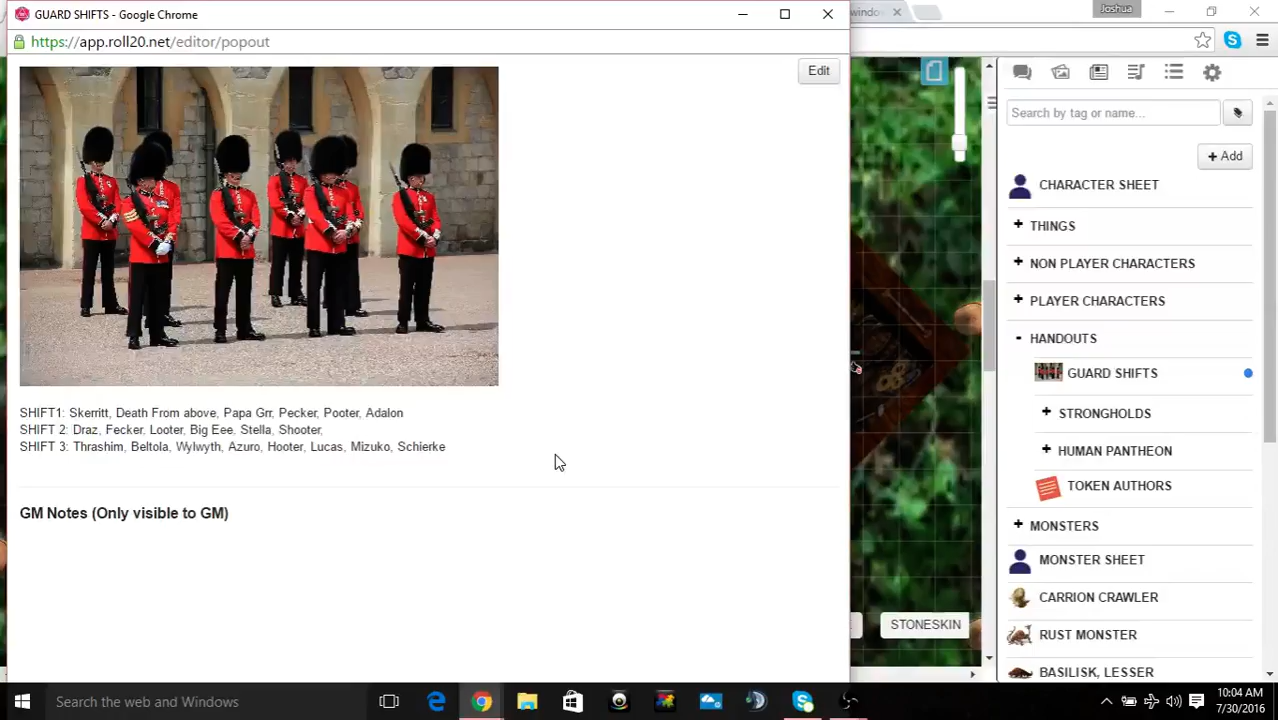 GUARD SHIFTS - Google Chrome
https://app.roll20.net/editor/popout
Edit
SHIFT1: Skerritt, Death From above, Papa Grr, Pecker, Pooter, Adalon
SHIFT 2: Draz, Fecker, Looter, Big Eee, Stella, Shooter,
SHIFT 3: Thrashim, Beltola, Wylwyth, Azuro, Hooter, Lucas, Mizuko, Schierke
GM Notes (Only visible to GM)
window
Joshua
Search by tag or name...
+ Add
CHARACTER SHEET
+ THINGS
+ NON PLAYER CHARACTERS
+ PLAYER CHARACTERS
- HANDOUTS
GUARD SHIFTS
+ STRONGHOLDS
+ HUMAN PANTHEON
TOKEN AUTHORS
+ MONSTERS
MONSTER SHEET
CARRION CRAWLER
RUST MONSTER
BASILISK, LESSER
STONESKIN
Search the web and Windows
10:04 AM
7/30/2016